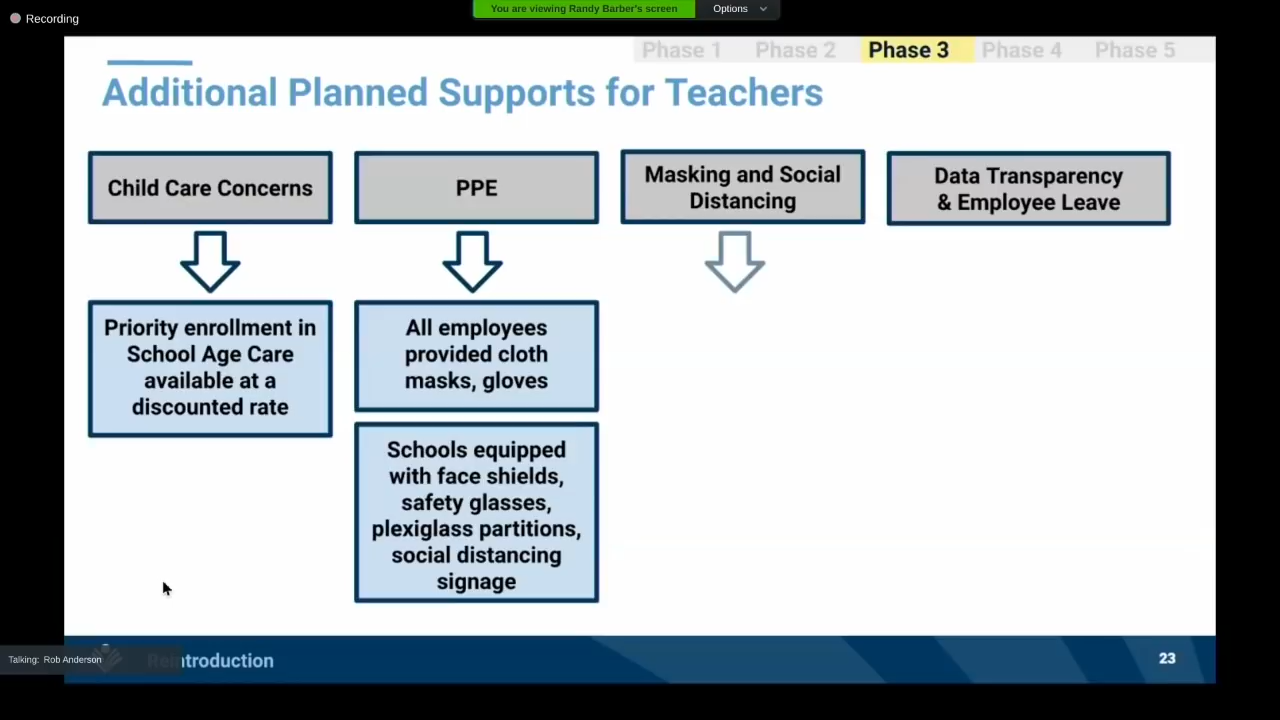 Recording
You are viewing Randy Barber's screen
Options
Phase 1 Phase 2 Phase 3 Phase 4 Phase 5
Additional Planned Supports for Teachers
Child Care Concerns
PPE
Masking and Social
Distancing
Data Transparency
& Employee Leave
Priority enrollment in
School Age Care
available at a
discounted rate
All employees
provided cloth
masks, gloves
Schools equipped
with face shields,
safety glasses,
plexiglass partitions,
social distancing
signage
Talking: Rob Anderson
Reintroduction
23